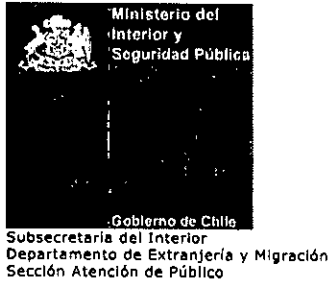 Ministerio del
Interior y
Seguridad Pública
Gobierno de Chile
Subsecretaría del Interior
Departamento de Extranjería y Migración
Sección Atención de Público